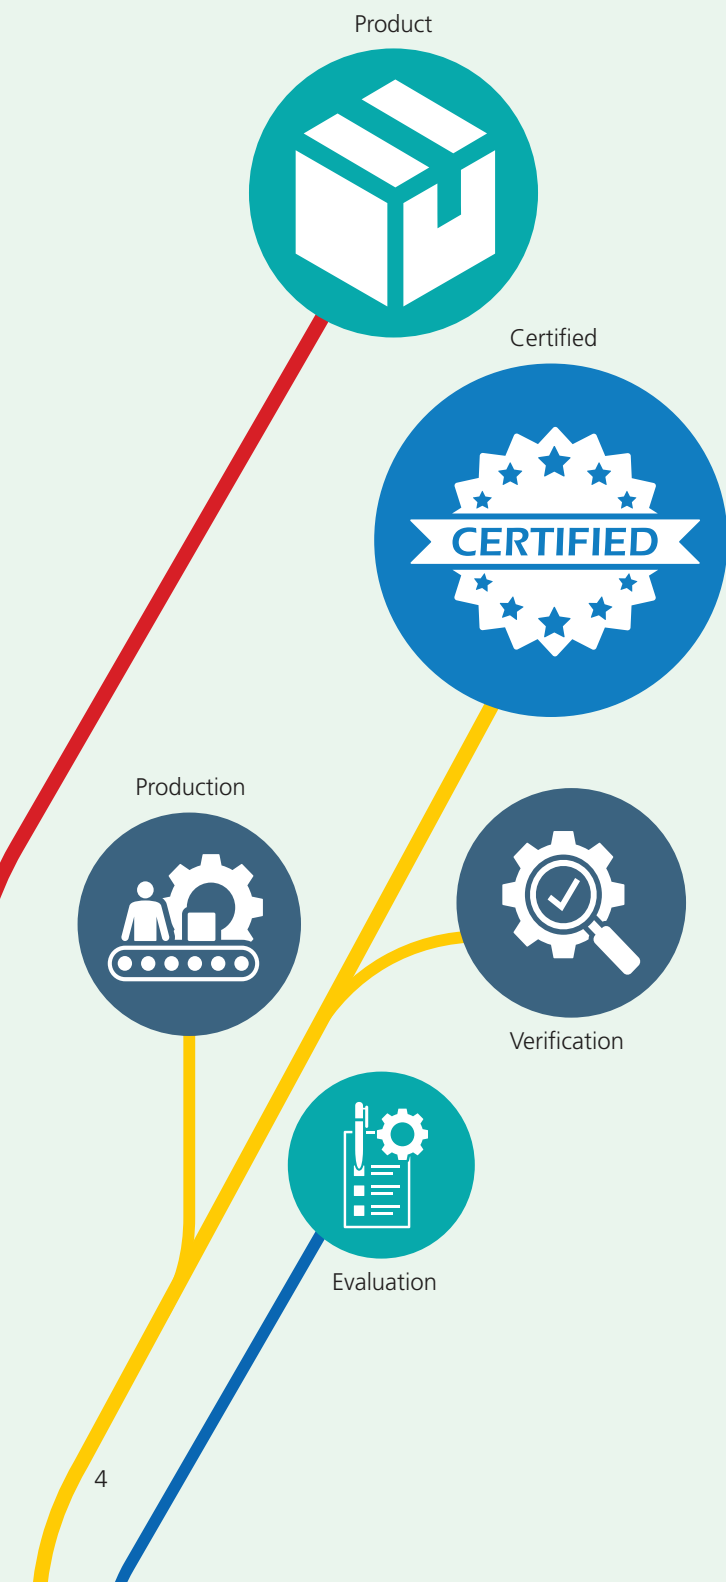 Product
Certified
CERTIFIED
Production
Verification
Evaluation
4